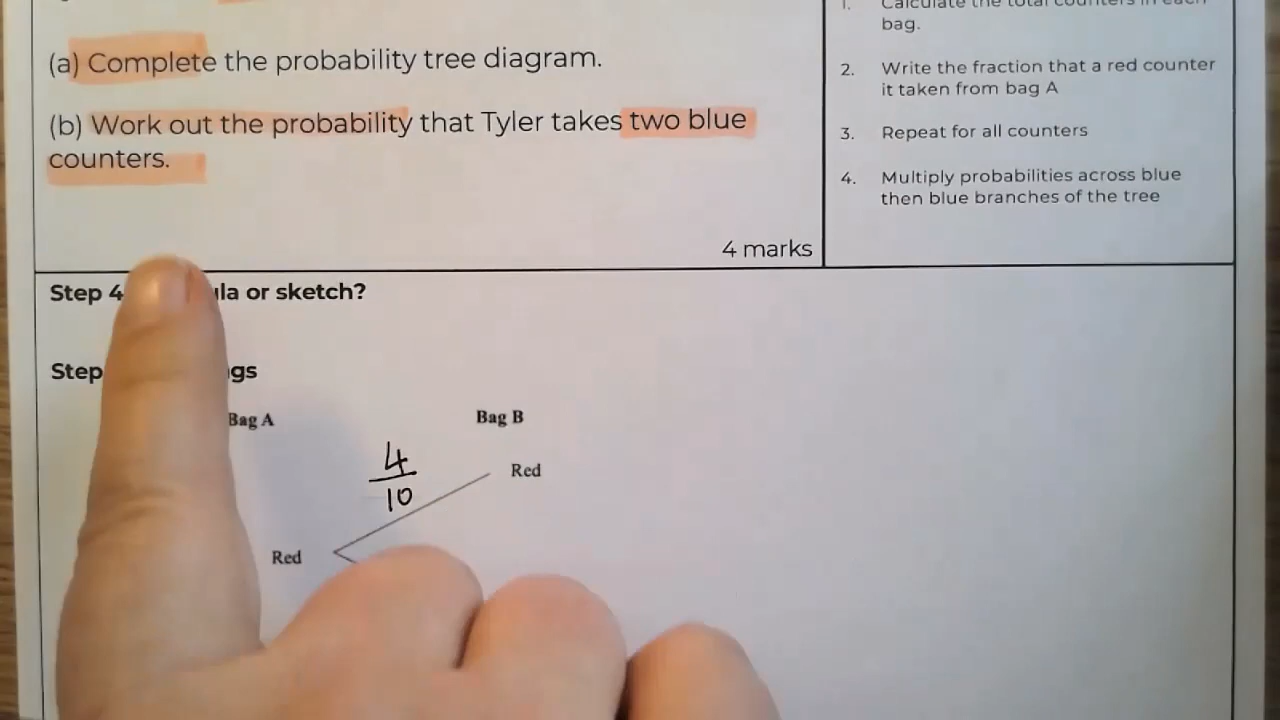 1. Calculate the total counters in each
bag.
(a) Complete the probability tree diagram.
2. Write the fraction that a red counter
it taken from bag A
(b) Work out the probability that Tyler takes two blue
counters.
3. Repeat for all counters
4. Multiply probabilities across blue
then blue branches of the tree
4 marks
Step 4 or sketch?
Step
Bag A
Bag B
4
10
Red
Red